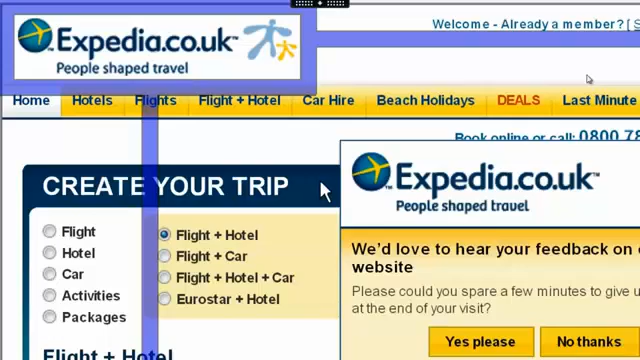 Expedia.co.uk™
People shaped travel
Welcome - Already a member?
Home Hotels Flights Flight + Hotel Car Hire Beach Holidays DEALS Last Minute
Book online or call: 0800 78
CREATE YOUR TRIP
Flight
Hotel
Car
Activities
Packages
Flight + Hotel
Flight + Car
Flight + Hotel + Car
Eurostar + Hotel
Flight + Hotel
Expedia.co.uk™
People shaped travel
We'd love to hear your feedback on
website
Please could you spare a few minutes to give
at the end of your visit?
Yes please
No thanks